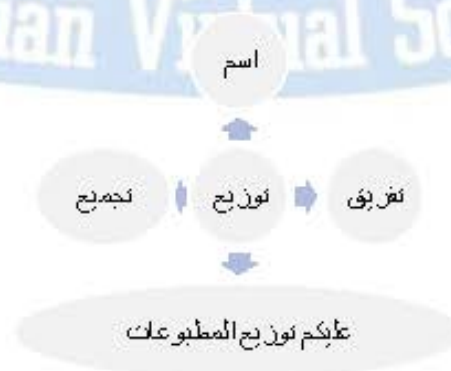 اسم
تفريق
توزيع
تجميع
عليكم توزيع المطبوعات